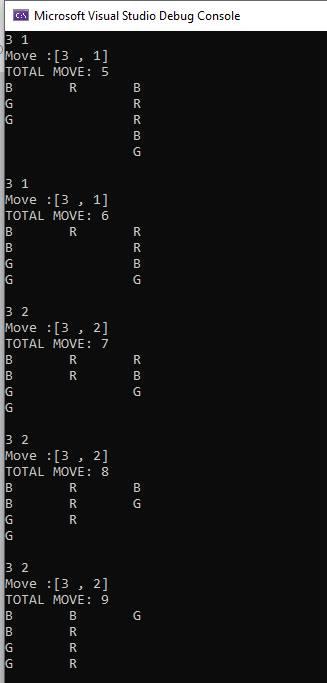 Microsoft Visual Studio Debug Console
3 1
Move :[3 , 1]
TOTAL MOVE: 5
B R B
G R
G R
B
G
3 1
Move :[3 , 1]
TOTAL MOVE: 6
B R R
B R
G B
G G
3 2
Move :[3 , 2]
TOTAL MOVE: 7
B R R
B R B
G G
G
3 2
Move :[3 , 2]
TOTAL MOVE: 8
B R B
B R G
G R
G
3 2
Move :[3 , 2]
TOTAL MOVE: 9
B B G
B R
G R
G R